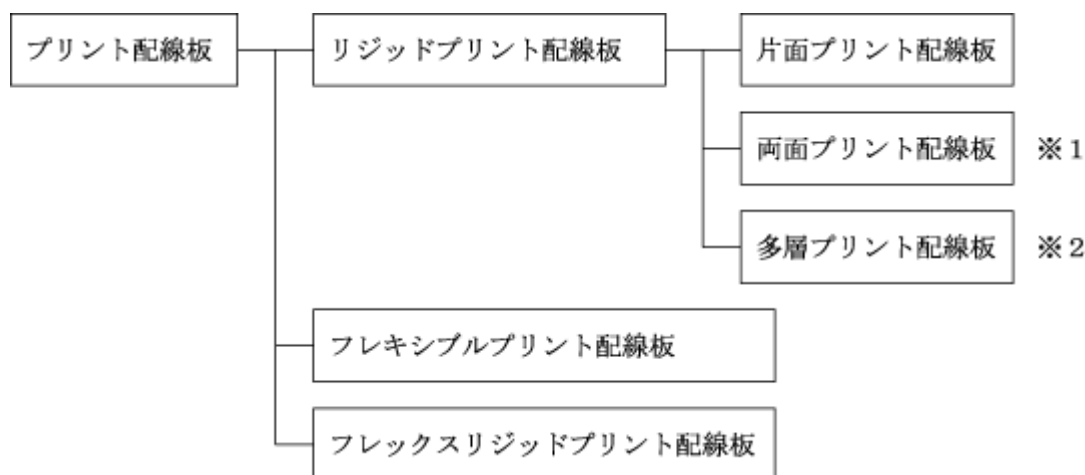 プリント配線板
リジッドプリント配線板
片面プリント配線板
両面プリント配線板 ※1
多層プリント配線板 ※2
フレキシブルプリント配線板
フレックスリジッドプリント配線板